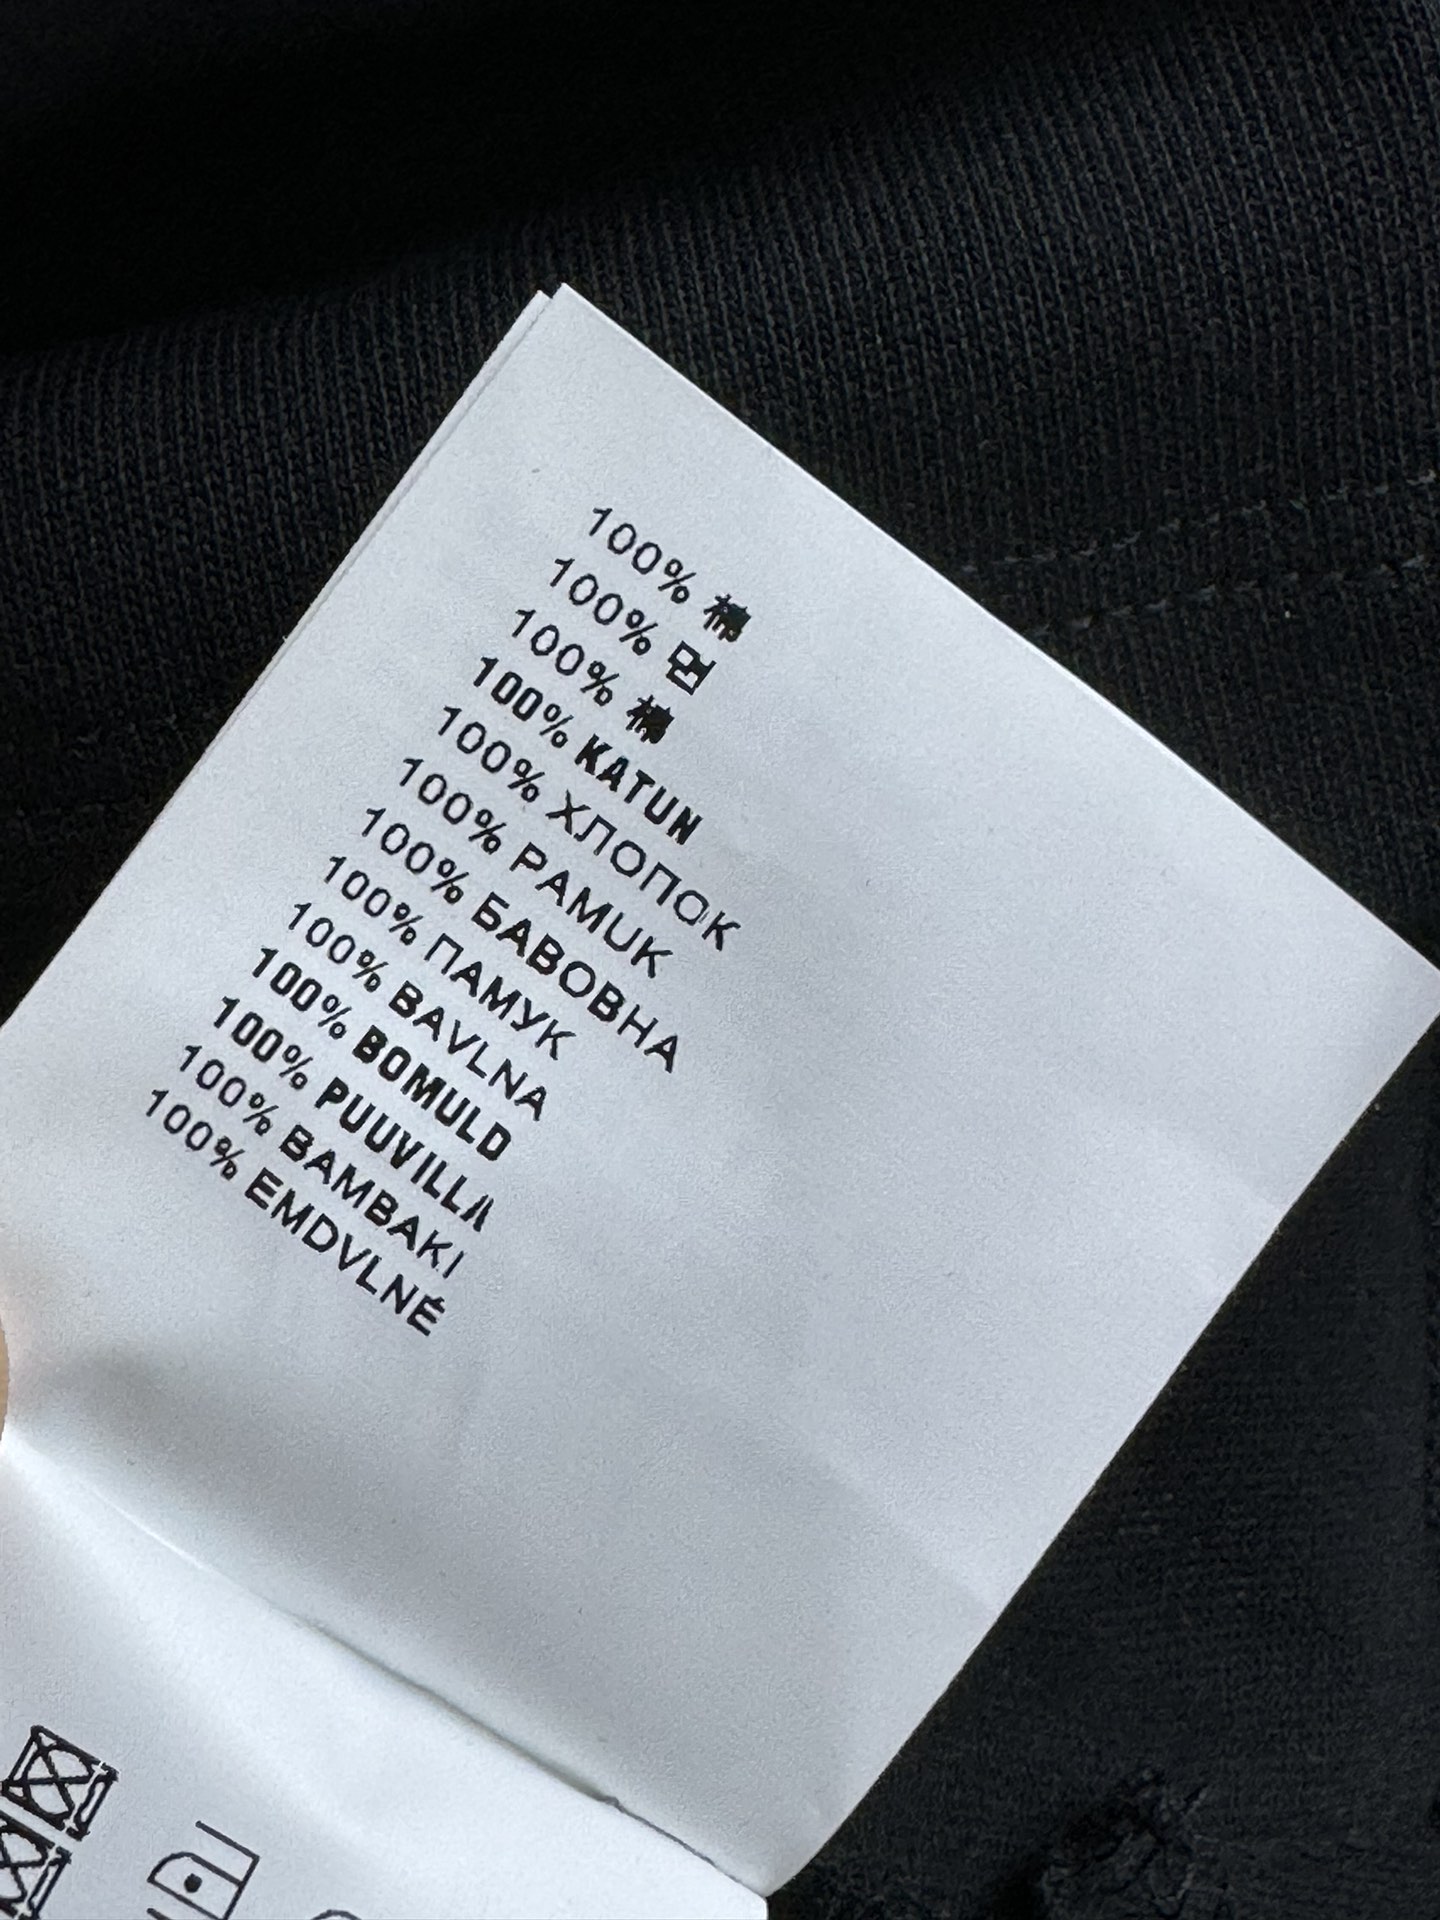 100% 棉
100% 면
100% 棉
100% KATUN
100% ХЛОПОК
100% PAMUK
100% БАВОВНА
100% ПАМУК
100% BAVLNA
100% BOMULD
100% PUUVILLA
100% BAMBAKI
100% EMDVLNÉ